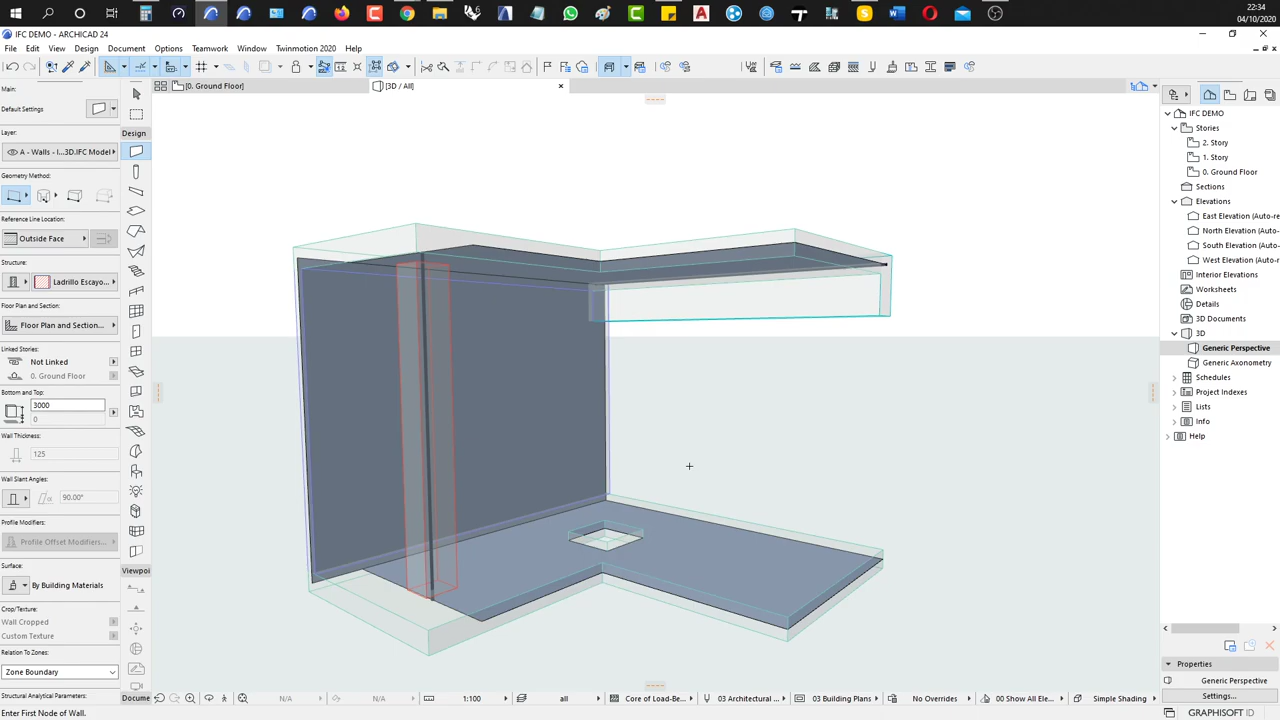 22:34
04/10/2020
IFC DEMO - ARCHICAD 24
File Edit View Design Document Options Teamwork Window Twinmotion 2020 Help
Main:
Default Settings
Layer:
A - Walls - I...3D.IFC Model
Geometry Method:
Reference Line Location:
Outside Face
Structure:
Ladrillo Escayo...
Floor Plan and Section:
Floor Plan and Section...
Linked Stories:
Not Linked
0. Ground Floor
Bottom and Top:
3000
0
Wall Thickness:
125
Wall Slant Angles:
90.00°
Profile Modifiers:
Profile Offset Modifiers...
Surface:
By Building Materials
Crop/Texture:
Wall Cropped
Custom Texture
Relation To Zones:
Zone Boundary
Structural Analytical Parameters:
Enter First Node of Wall.
Design
Viewpoi
Docume
[0. Ground Floor]
[3D / All]
N/A
N/A
1:100
all
Core of Load-Be...
03 Architectural ...
03 Building Plans
No Overrides
00 Show All Ele...
Simple Shading
IFC DEMO
Stories
2. Story
1. Story
0. Ground Floor
Sections
Elevations
East Elevation (Auto-re
North Elevation (Auto-
South Elevation (Auto-
West Elevation (Auto-r
Interior Elevations
Worksheets
Details
3D Documents
3D
Generic Perspective
Generic Axonometry
Schedules
Project Indexes
Lists
Info
Help
Properties
Generic Perspective
Settings...
GRAPHISOFT ID